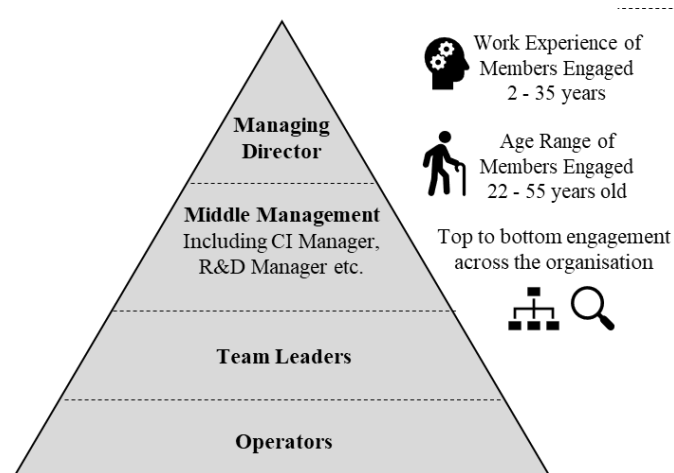 Managing
Director
Middle Management
Including CI Manager,
R&D Manager etc.
Team Leaders
Operators
Work Experience of
Members Engaged
2 - 35 years
Age Range of
Members Engaged
22 - 55 years old
Top to bottom engagement
across the organisation